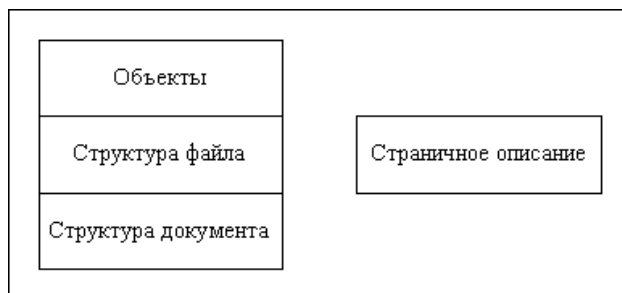 Объекты
Структура файла
Страничное описание
Структура документа